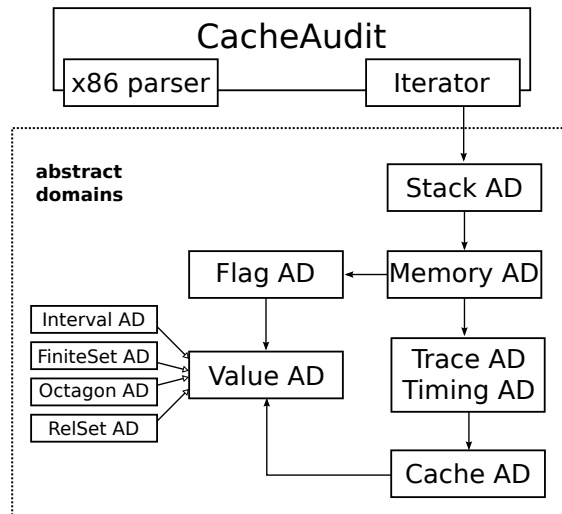 CacheAudit
x86 parser
Iterator
abstract
domains
Stack AD
Flag AD
Memory AD
Interval AD
FiniteSet AD
Octagon AD
RelSet AD
Value AD
Trace AD
Timing AD
Cache AD